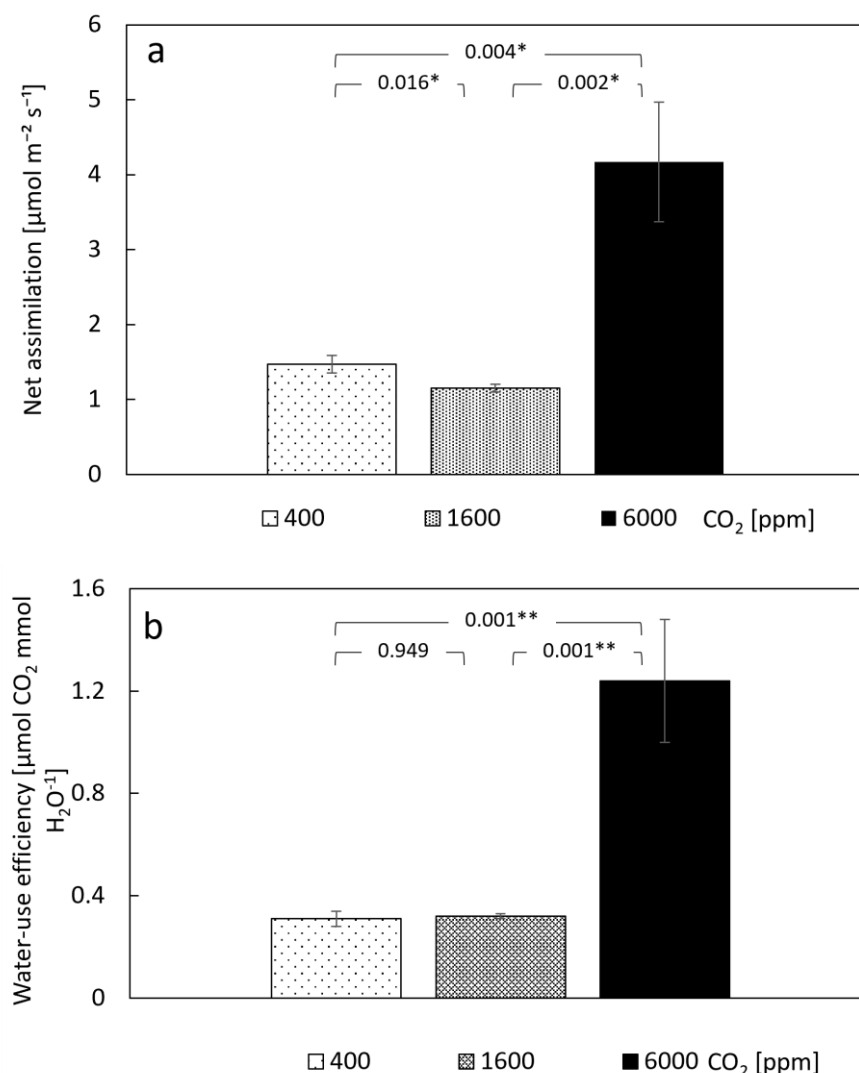 a
Net assimilation [µmol m⁻² s⁻¹]
6
5
4
3
2
1
0
0.004*
0.016* 0.002*
400 1600 6000 CO₂ [ppm]
b
Water-use efficiency [µmol CO₂ mmol
H₂O⁻¹]
1.6
1.2
0.8
0.4
0
0.001**
0.949 0.001**
400 1600 6000 CO₂ [ppm]